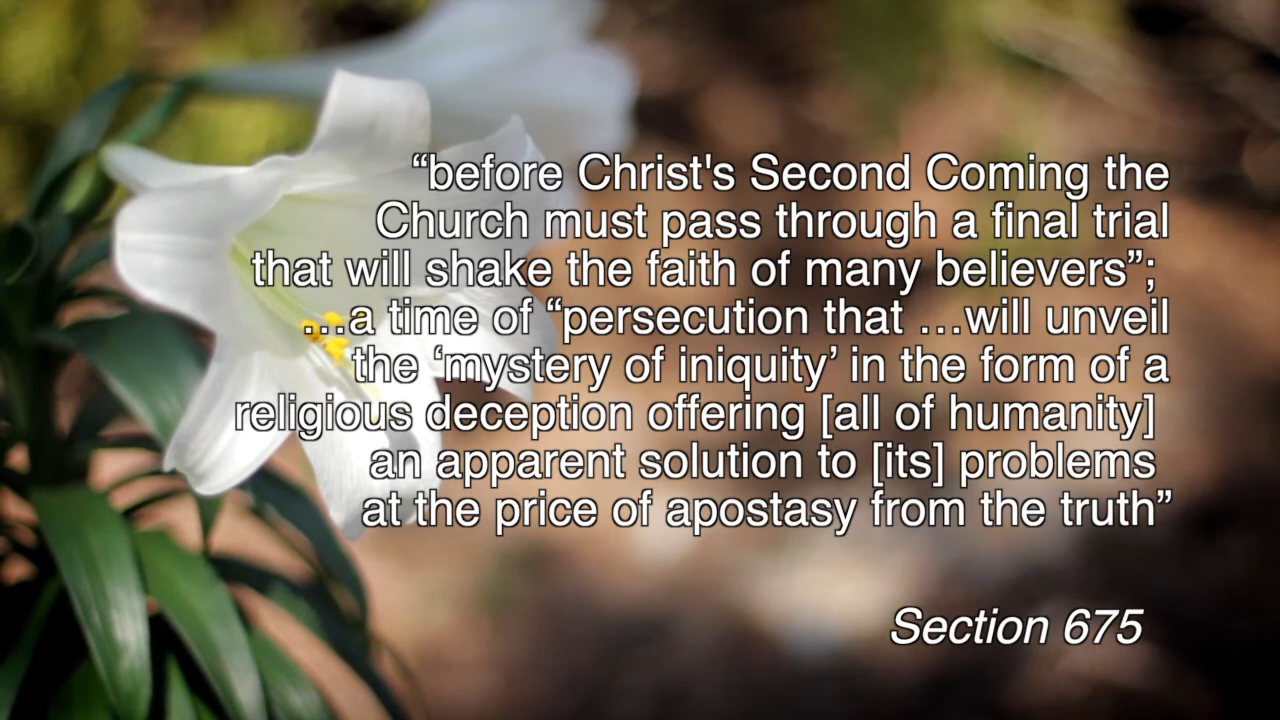 “before Christ's Second Coming the
Church must pass through a final trial
that will shake the faith of many believers”;
…a time of “persecution that …will unveil
the ‘mystery of iniquity’ in the form of a
religious deception offering [all of humanity]
an apparent solution to [its] problems
at the price of apostasy from the truth”
Section 675